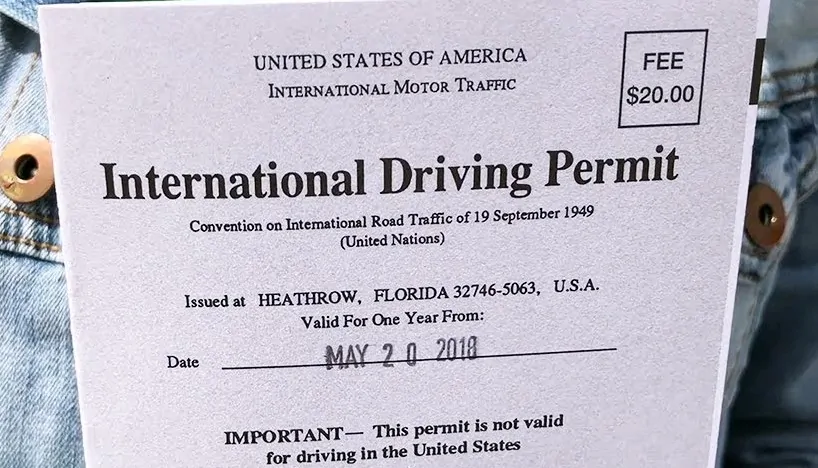 UNITED STATES OF AMERICA
INTERNATIONAL MOTOR TRAFFIC
FEE
$20.00
International Driving Permit
Convention on International Road Traffic of 19 September 1949
(United Nations)
Issued at HEATHROW, FLORIDA 32746-5063, U.S.A.
Valid For One Year From:
Date MAY 20 2018
IMPORTANT— This permit is not valid
for driving in the United States